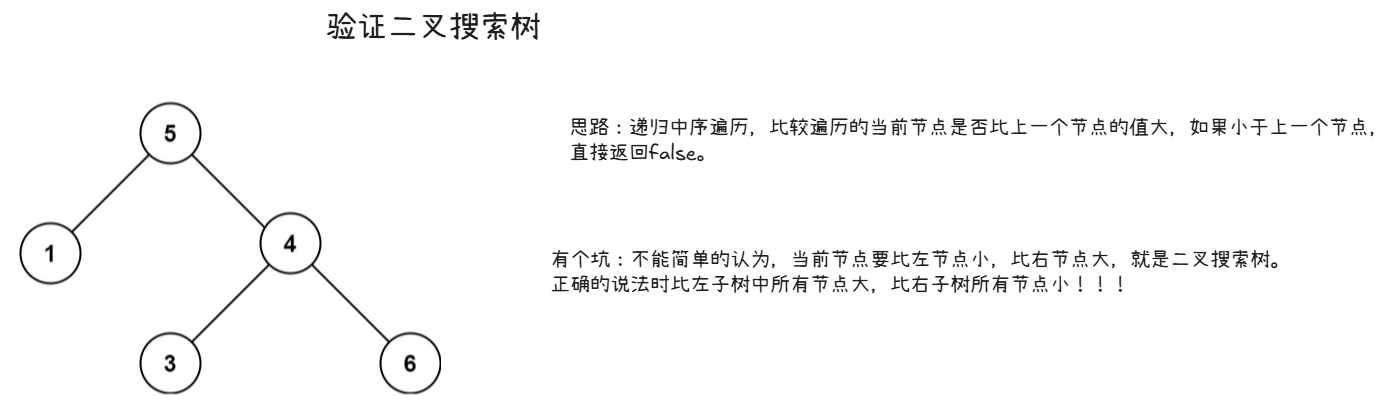 验证二叉搜索树
5
思路：递归中序遍历，比较遍历的当前节点是否比上一个节点的值大，如果小于上一个节点，
直接返回false。
1
4
有个坑：不能简单的认为，当前节点要比左节点小，比右节点大，就是二叉搜索树。
正确的说法时比左子树中所有节点大，比右子树所有节点小！！！
3
6